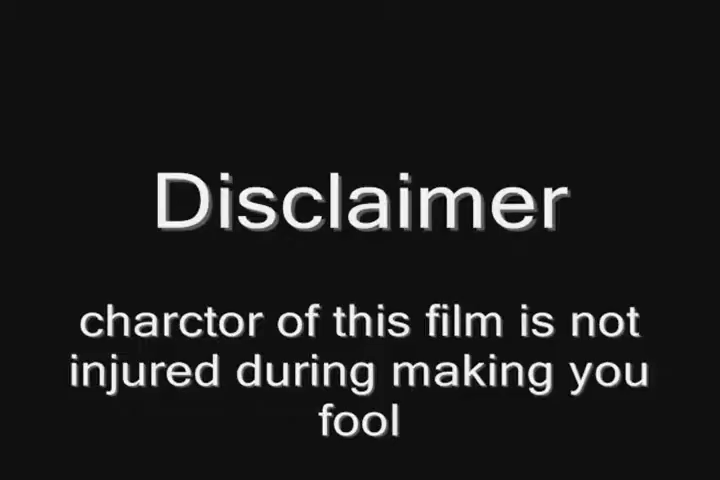 Disclaimer
charctor of this film is not
injured during making you
fool